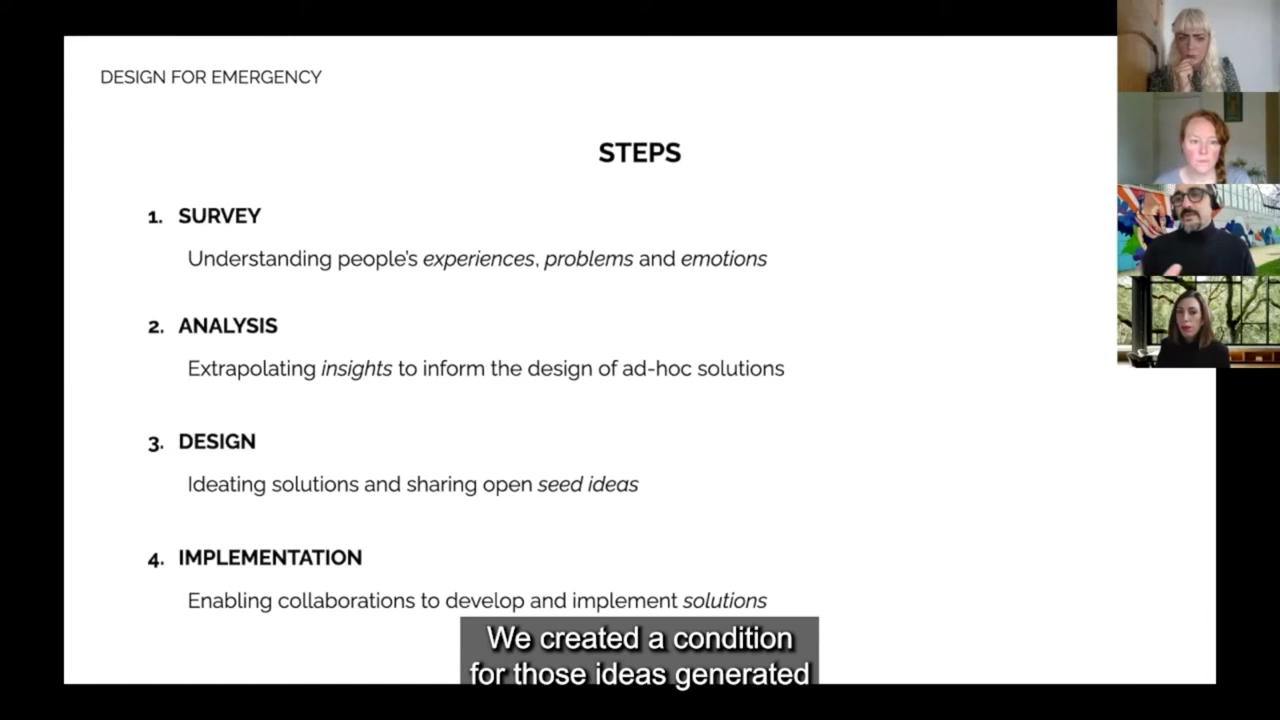 DESIGN FOR EMERGENCY
STEPS
1. SURVEY
Understanding people's experiences, problems and emotions
2. ANALYSIS
Extrapolating insights to inform the design of ad-hoc solutions
3. DESIGN
Ideating solutions and sharing open seed ideas
4. IMPLEMENTATION
Enabling collaborations to develop and implement solutions
We created a condition
for those ideas generated